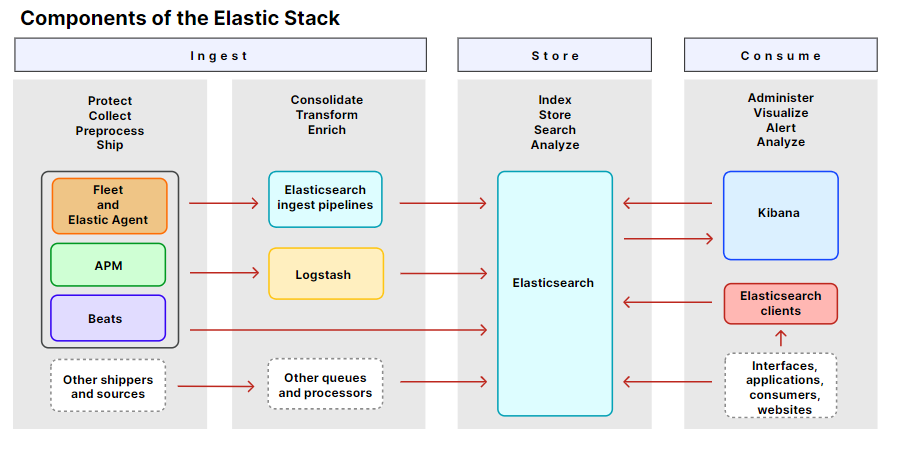 Components of the Elastic Stack
Ingest
Store
Consume
Protect
Collect
Preprocess
Ship
Consolidate
Transform
Enrich
Index
Store
Search
Analyze
Administer
Visualize
Alert
Analyze
Fleet
and
Elastic Agent
APM
Beats
Other shippers
and sources
Elasticsearch
ingest pipelines
Logstash
Other queues
and processors
Elasticsearch
Kibana
Elasticsearch
clients
Interfaces,
applications,
consumers,
websites